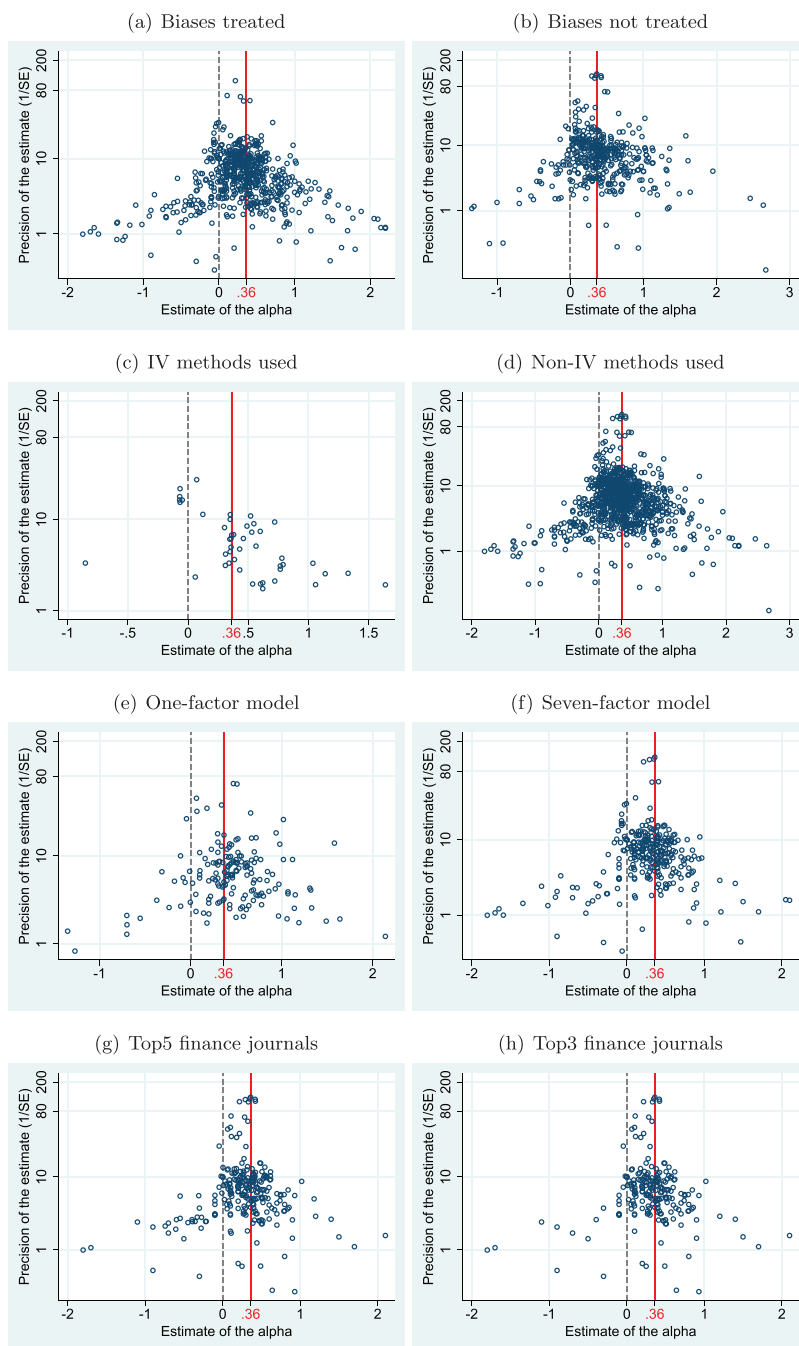 (a) Biases treated
Precision of the estimate (1/SE)
200
80
10
1
-2 -1 0 .36 1 2
Estimate of the alpha
(b) Biases not treated
Precision of the estimate (1/SE)
200
80
10
1
-1 0 .36 1 2 3
Estimate of the alpha
(c) IV methods used
Precision of the estimate (1/SE)
200
80
10
1
-1 -.5 0 .36 .5 1 1.5
Estimate of the alpha
(d) Non-IV methods used
Precision of the estimate (1/SE)
200
80
10
1
-2 -1 0 .36 1 2 3
Estimate of the alpha
(e) One-factor model
Precision of the estimate (1/SE)
200
80
10
1
-1 0 .36 1 2
Estimate of the alpha
(f) Seven-factor model
Precision of the estimate (1/SE)
200
80
10
1
-2 -1 0 .36 1 2
Estimate of the alpha
(g) Top5 finance journals
Precision of the estimate (1/SE)
200
80
10
1
-2 -1 0 .36 1 2
Estimate of the alpha
(h) Top3 finance journals
Precision of the estimate (1/SE)
200
80
10
1
-2 -1 0 .36 1 2
Estimate of the alpha